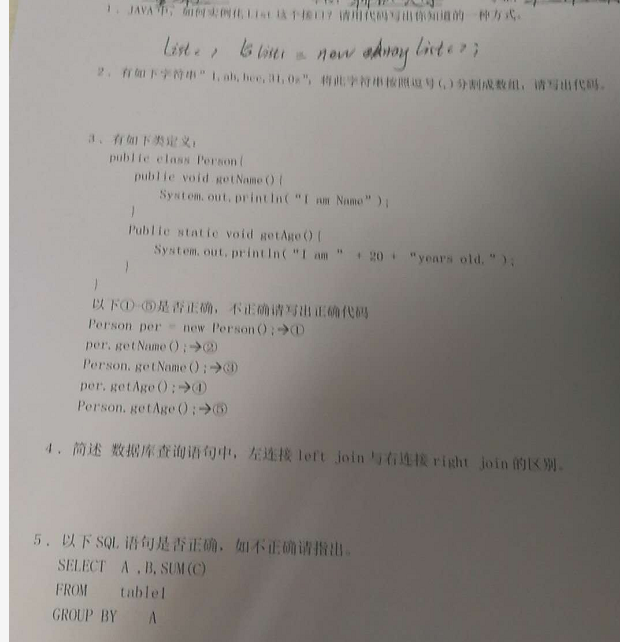 1．JAVA中，如何实例化List这个接口？请用代码写出你知道的一种方式。
List< > = new Array List< >;
2．有如下字符串"1,ab,hcc,31,0z"，将此字符串按照逗号(,)分割成数组，请写出代码。
3、有如下类定义：
public class Person{
public void getName(){
System.out.println("I am Name");
}
Public static void getAge(){
System.out.println("I am " + 20 + "years old.");
}
}
以下①-⑤是否正确，不正确请写出正确代码
Person per = new Person();→①
per.getName();→②
Person.getName();→③
per.getAge();→④
Person.getAge();→⑤
4．简述 数据库查询语句中，左连接 left join 与右连接 right join 的区别。
5．以下 SQL 语句是否正确，如不正确请指出。
SELECT A ,B,SUM(C)
FROM table1
GROUP BY A